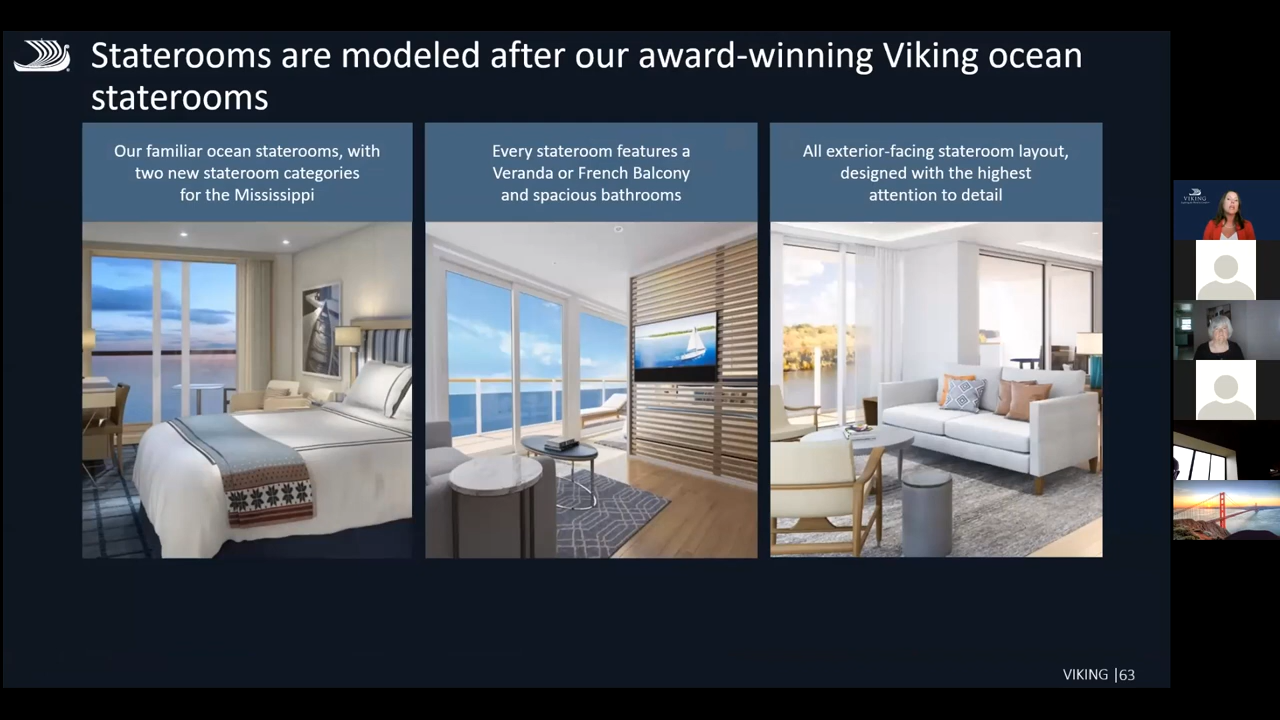 Staterooms are modeled after our award-winning Viking ocean
staterooms
Our familiar ocean staterooms, with
two new stateroom categories
for the Mississippi
Every stateroom features a
Veranda or French Balcony
and spacious bathrooms
All exterior-facing stateroom layout,
designed with the highest
attention to detail
VIKING
VIKING |63